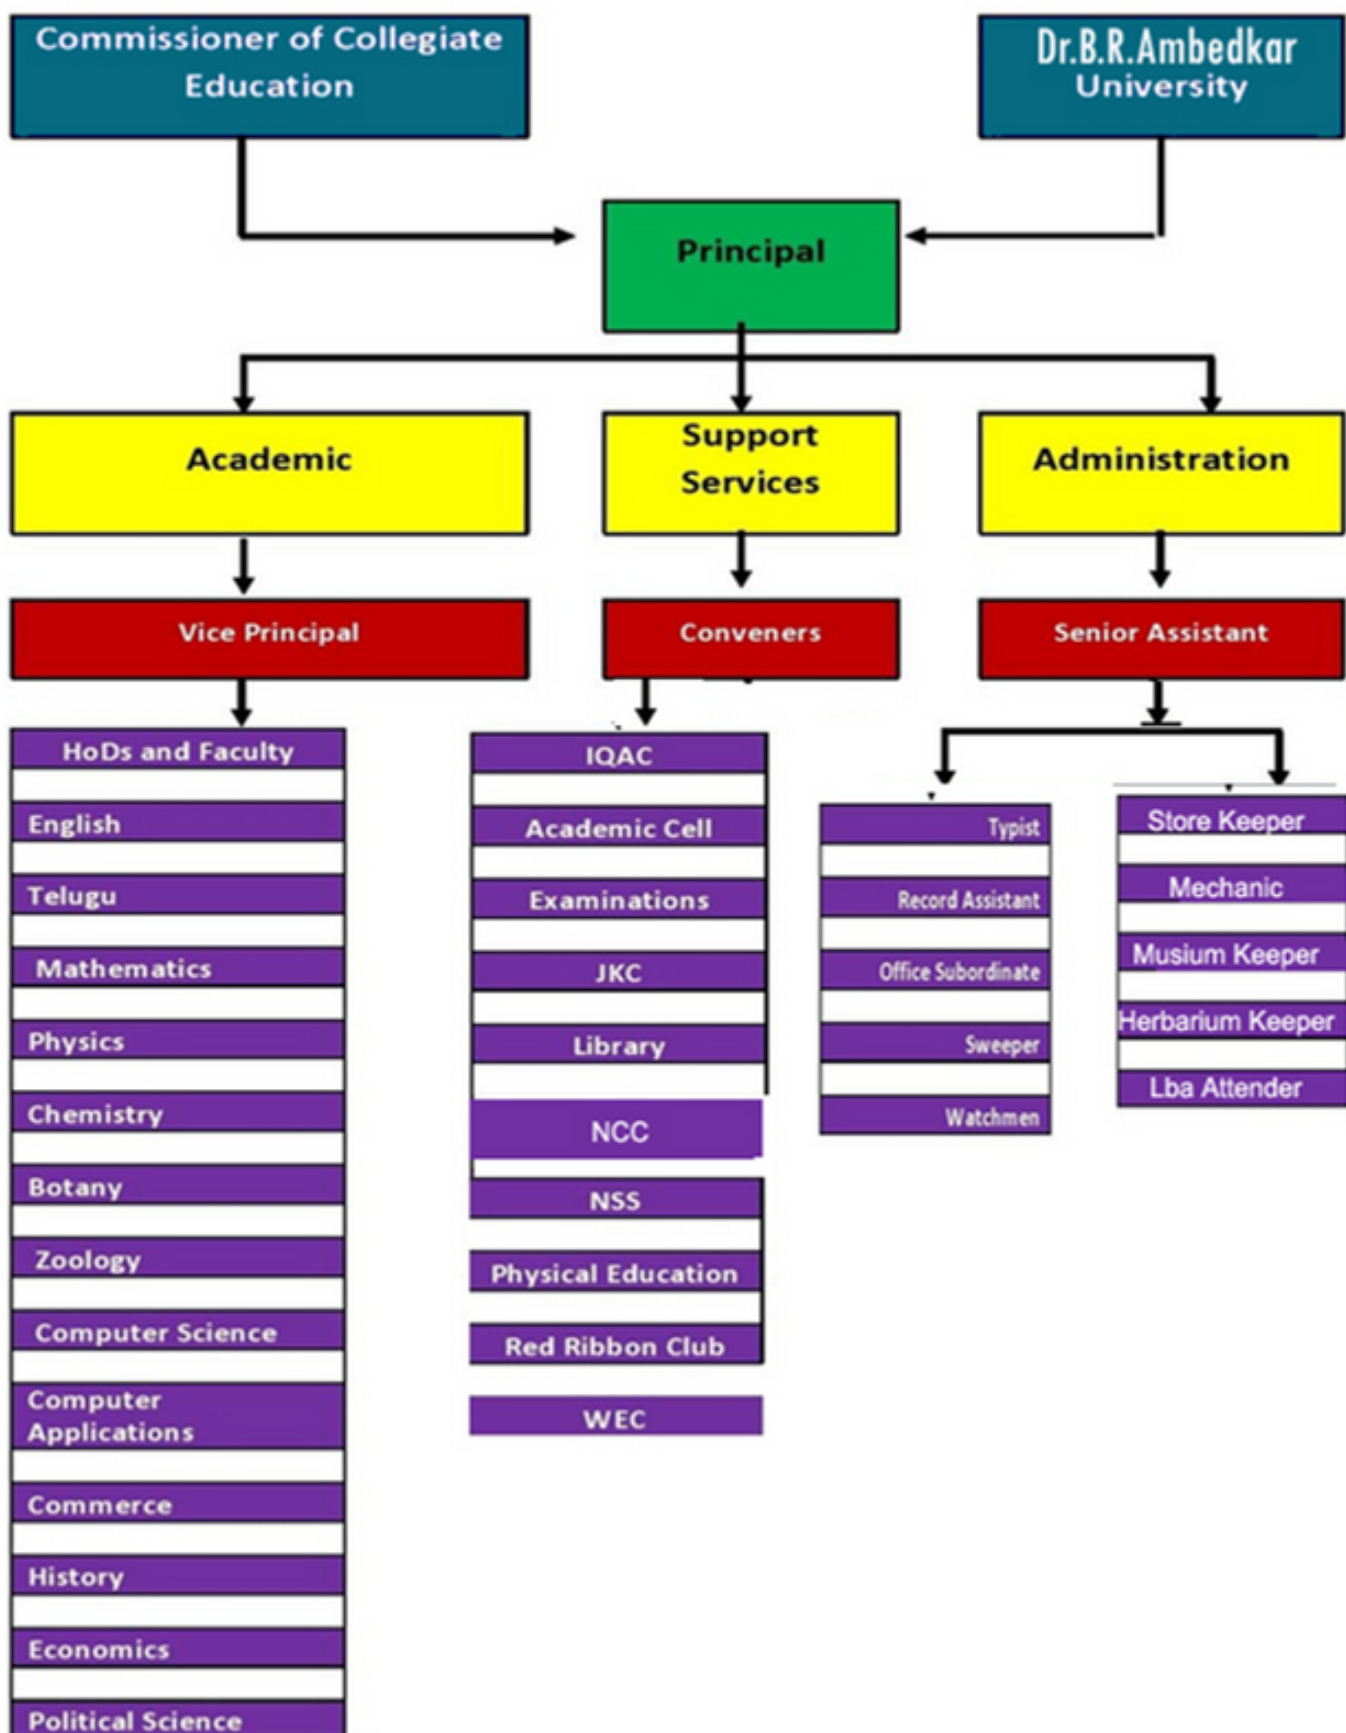 Commissioner of Collegiate
Education
Dr.B.R.Ambedkar
University
Principal
Academic
Support
Services
Administration
Vice Principal
Conveners
Senior Assistant
HoDs and Faculty
English
Telugu
Mathematics
Physics
Chemistry
Botany
Zoology
Computer Science
Computer
Applications
Commerce
History
Economics
Political Science
IQAC
Academic Cell
Examinations
JKC
Library
NCC
NSS
Physical Education
Red Ribbon Club
WEC
Typist
Record Assistant
Office Subordinate
Sweeper
Watchmen
Store Keeper
Mechanic
Musium Keeper
Herbarium Keeper
Lba Attender